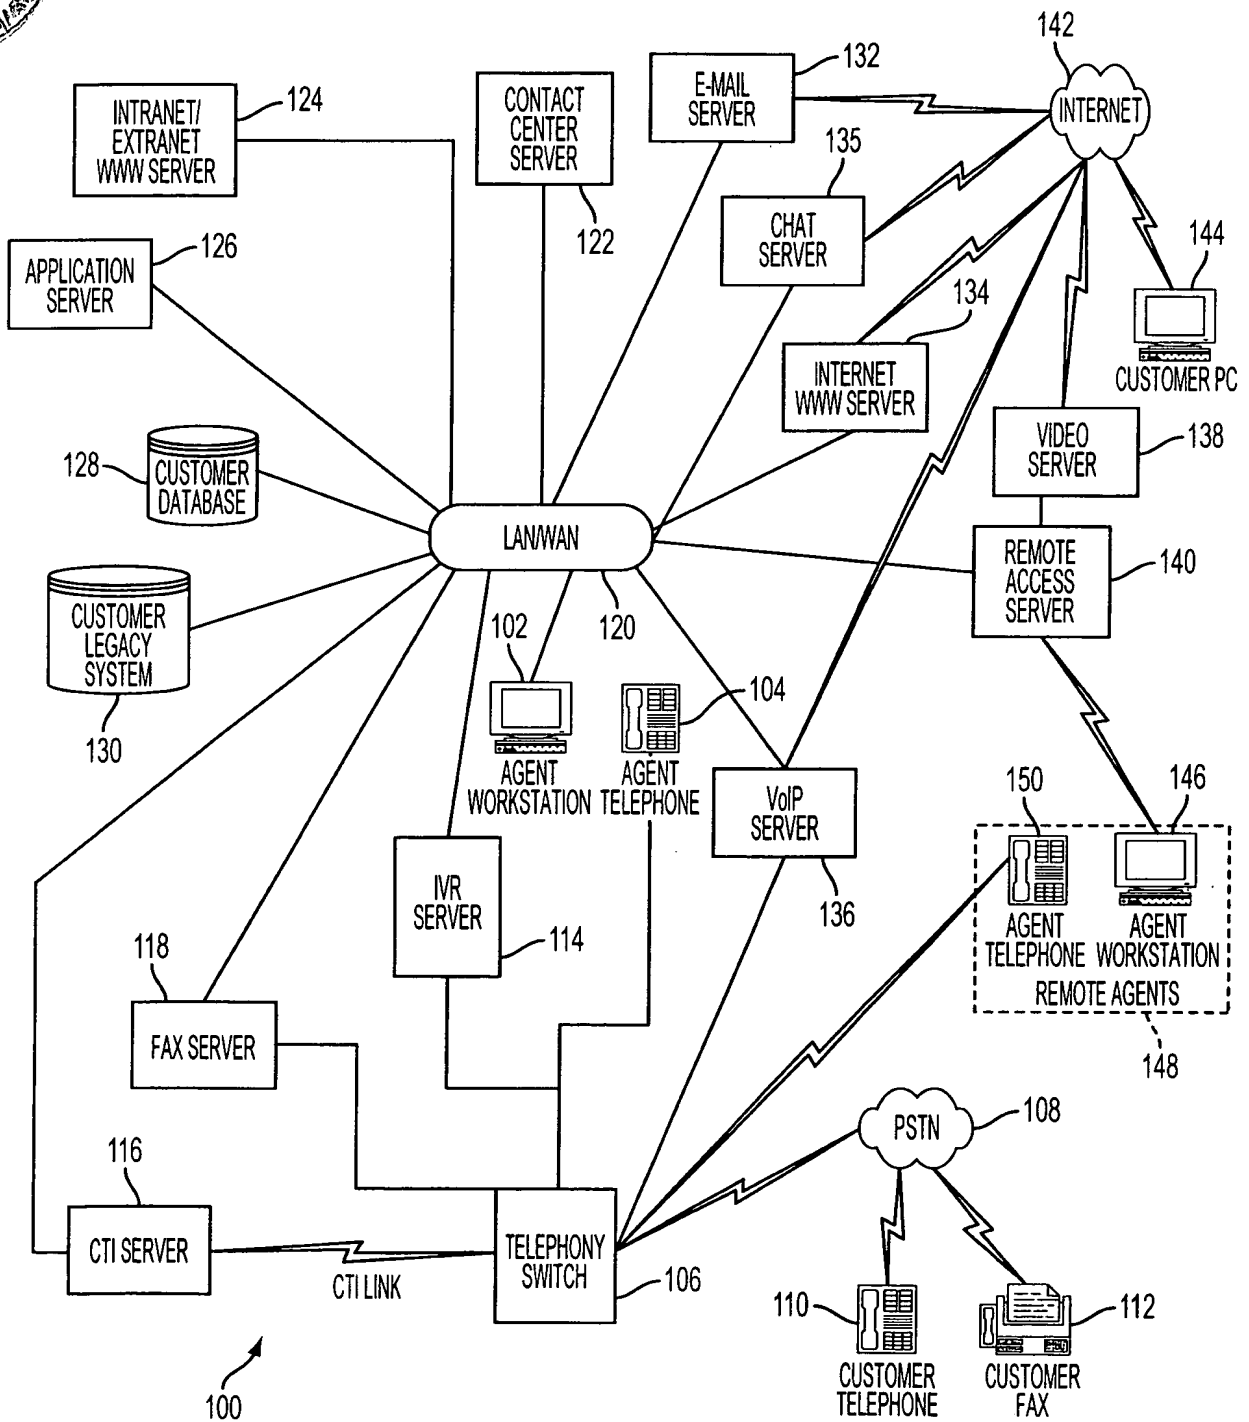 142
132
E-MAIL
SERVER
INTERNET
124
INTRANET/
EXTRANET
WWW SERVER
CONTACT
CENTER
SERVER
122
135
CHAT
SERVER
144
CUSTOMER PC
126
APPLICATION
SERVER
134
INTERNET
WWW SERVER
VIDEO
SERVER
138
128
CUSTOMER
DATABASE
LAN/WAN
120
REMOTE
ACCESS
SERVER
140
CUSTOMER
LEGACY
SYSTEM
130
102
AGENT
WORKSTATION
104
AGENT
TELEPHONE
VoIP
SERVER
136
150
146
AGENT
TELEPHONE
AGENT
WORKSTATION
REMOTE AGENTS
148
IVR
SERVER
114
118
FAX SERVER
116
CTI SERVER
CTI LINK
TELEPHONY
SWITCH
106
PSTN
108
110
CUSTOMER
TELEPHONE
112
CUSTOMER
FAX
100